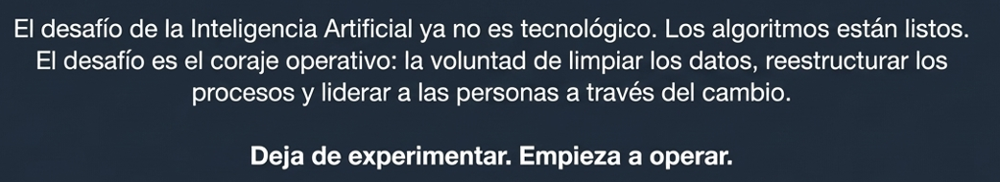 El desafío de la Inteligencia Artificial ya no es tecnológico. Los algoritmos están listos.
El desafío es el coraje operativo: la voluntad de limpiar los datos, reestructurar los
procesos y liderar a las personas a través del cambio.
Deja de experimentar. Empieza a operar.